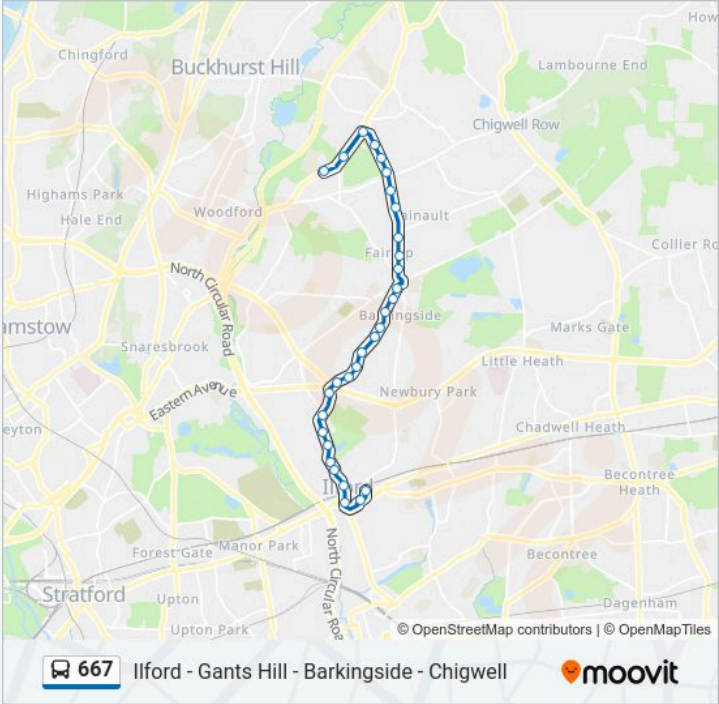 How
Chingford
Buckhurst Hill
Lambourne End
Chigwell Row
Highams Park
Hale End
Woodford
ainault
Fairlop
Collier Ro
North Circular Road
amstow
Barkingside
Marks Gate
Snaresbrook
Little Heath
Eastern Avenue
Newbury Park
eyton
Chadwell Heath
Ilford
Becontree
Heath
Forest Gate
Manor Park
North Circular Roa
Becontree
Stratford
Upton
Dagenham
Upton Park
© OpenStreetMap contributors | © OpenMapTiles
667 Ilford - Gants Hill - Barkingside - Chigwell
moovit